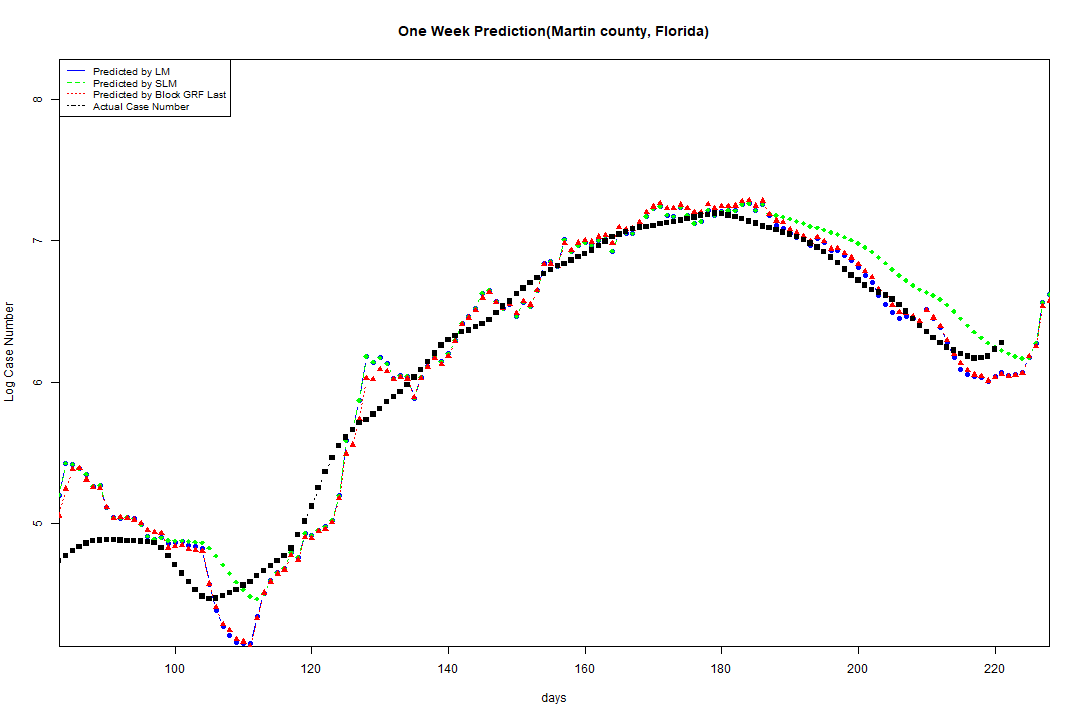 One Week Prediction(Martin county, Florida)
Predicted by LM
Predicted by SLM
Predicted by Block GRF Last
Actual Case Number
8
7
6
5
Log Case Number
100 120 140 160 180 200 220
days